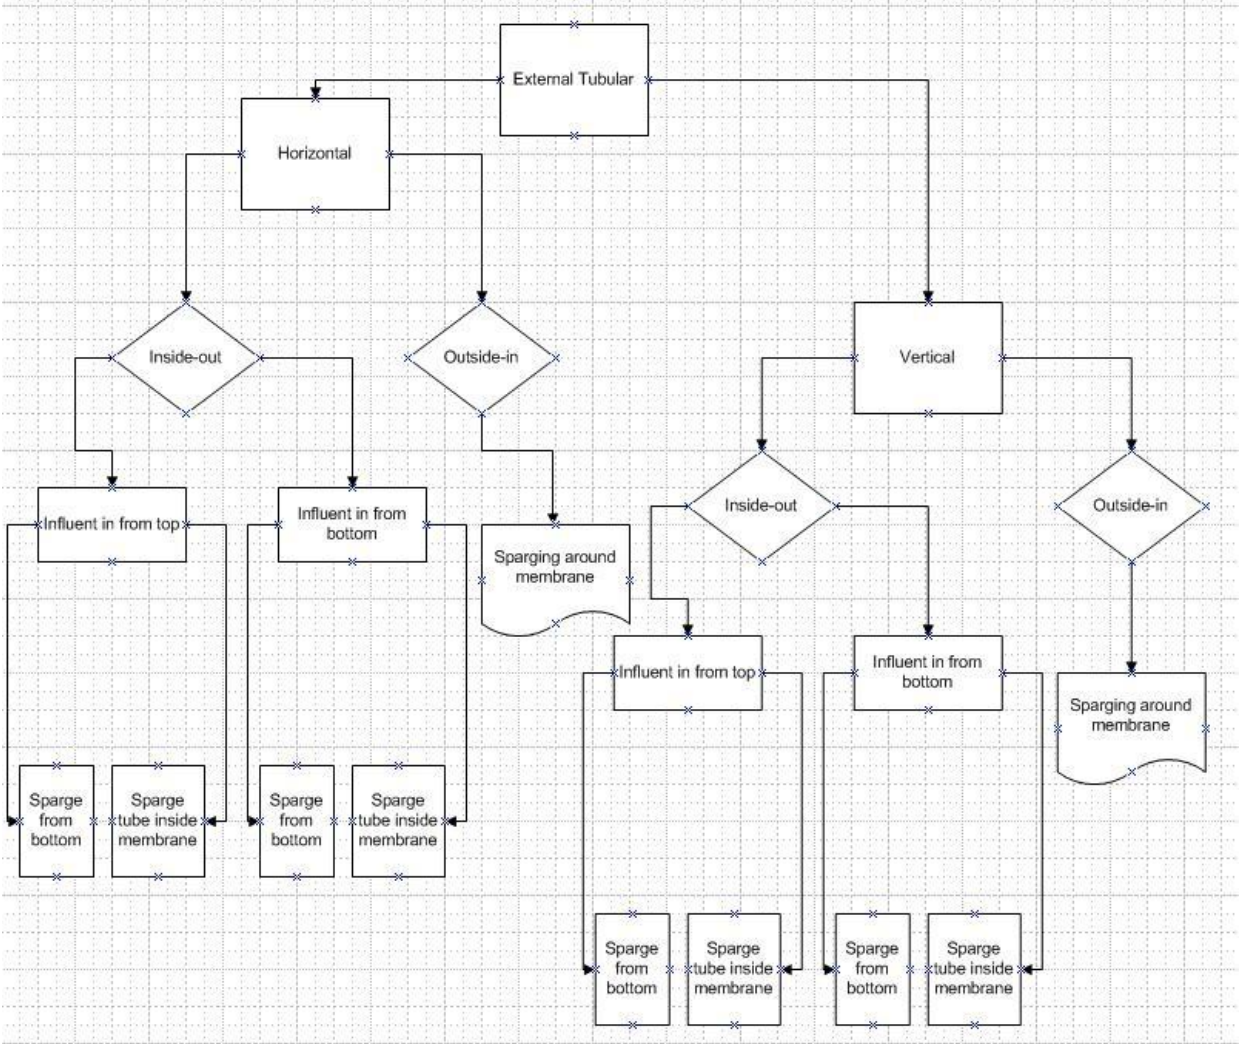 External Tubular
Horizontal
Inside-out
Outside-in
Vertical
Influent in from top
Influent in from
bottom
Sparging around
membrane
Inside-out
Outside-in
Influent in from top
Influent in from
bottom
Sparging around
membrane
Sparge
from
bottom
Sparge
tube inside
membrane
Sparge
from
bottom
Sparge
tube inside
membrane
Sparge
from
bottom
Sparge
tube inside
membrane
Sparge
from
bottom
Sparge
tube inside
membrane